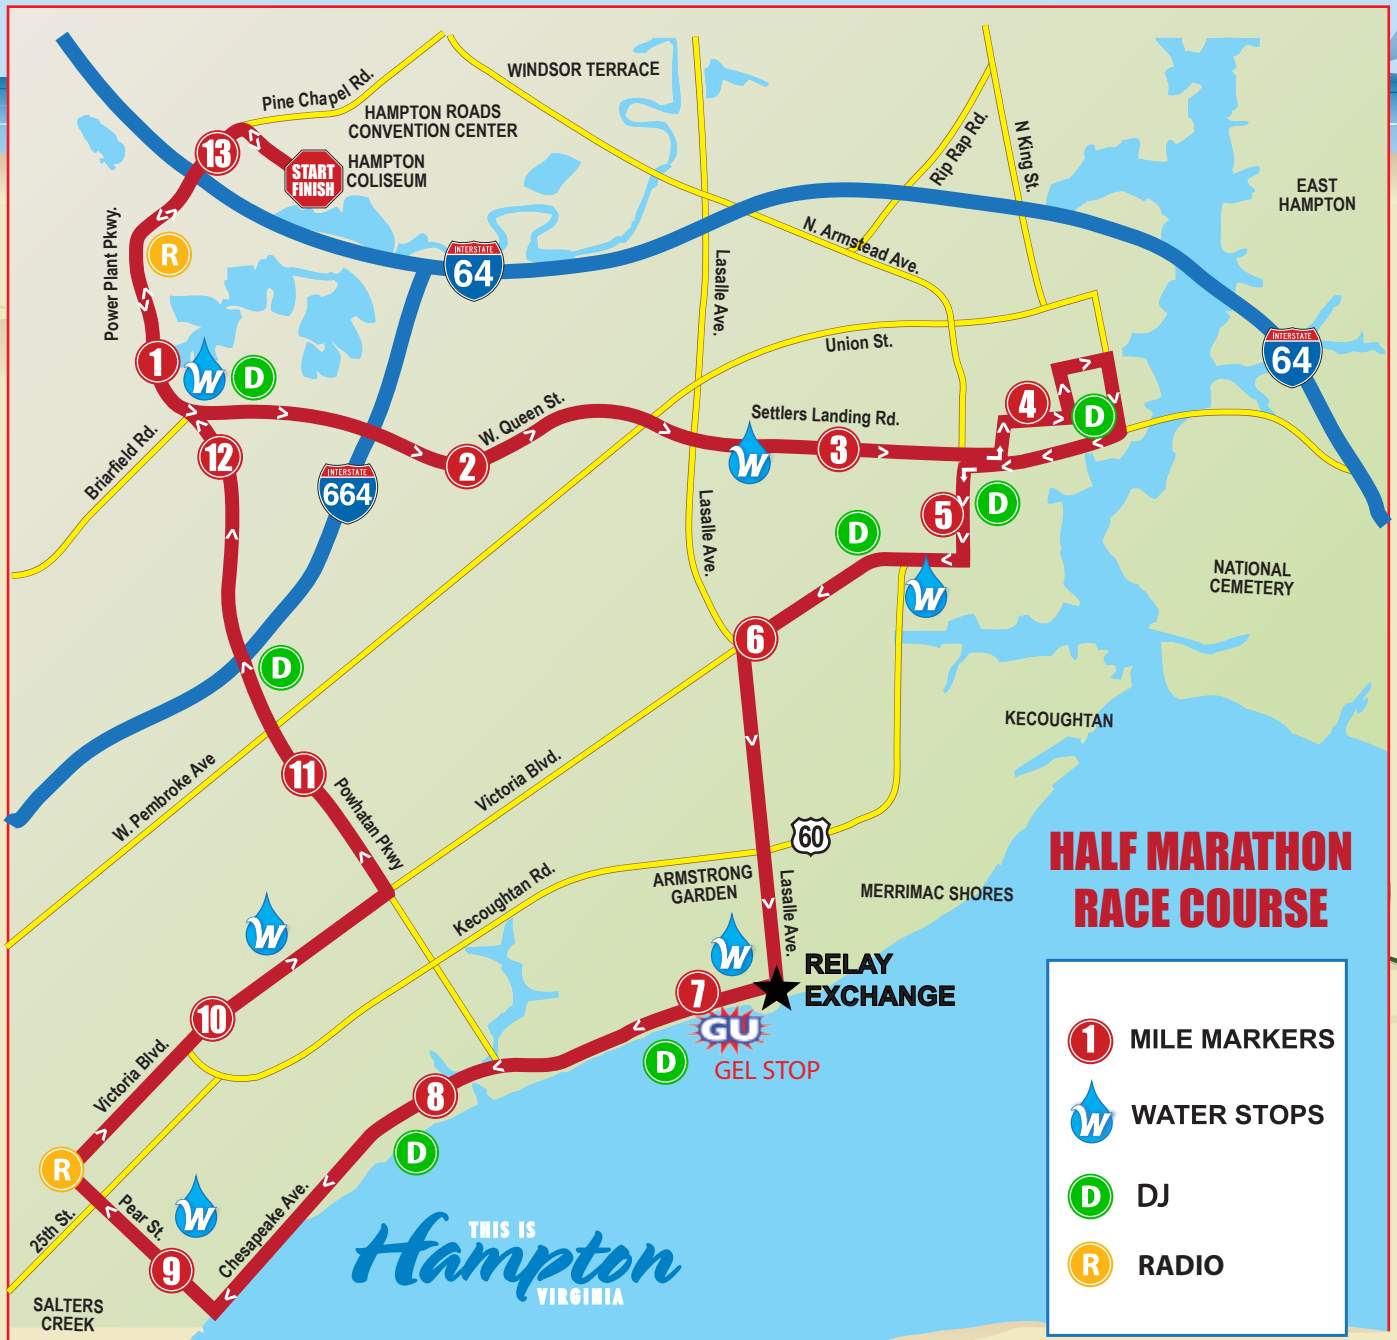 WINDSOR TERRACE
Pine Chapel Rd.
HAMPTON ROADS
CONVENTION CENTER
13
START
FINISH
HAMPTON
COLISEUM
Rip Rap Rd.
N King St.
EAST
HAMPTON
Power Plant Pkwy.
R
N. Armstead Ave.
INTERSTATE
64
Lasalle Ave.
Union St.
INTERSTATE
64
1
W
D
W. Queen St.
Settlers Landing Rd.
4
D
Briarfield Rd.
12
2
W
3
INTERSTATE
664
Lasalle Ave.
D
5
D
W
NATIONAL
CEMETERY
6
D
KECOUGHTAN
W. Pembroke Ave
11
Powhatan Pkwy
Victoria Blvd.
60
HALF MARATHON
RACE COURSE
ARMSTRONG
GARDEN
MERRIMAC SHORES
Kecoughtan Rd.
Lasalle Ave.
W
W
RELAY
EXCHANGE
7
GU
GEL STOP
10
D
Victoria Blvd.
8
D
R
W
25th St.
Pear St.
Chesapeake Ave.
9
SALTERS
CREEK
THIS IS
Hampton
VIRGINIA
1 MILE MARKERS
W WATER STOPS
D DJ
R RADIO